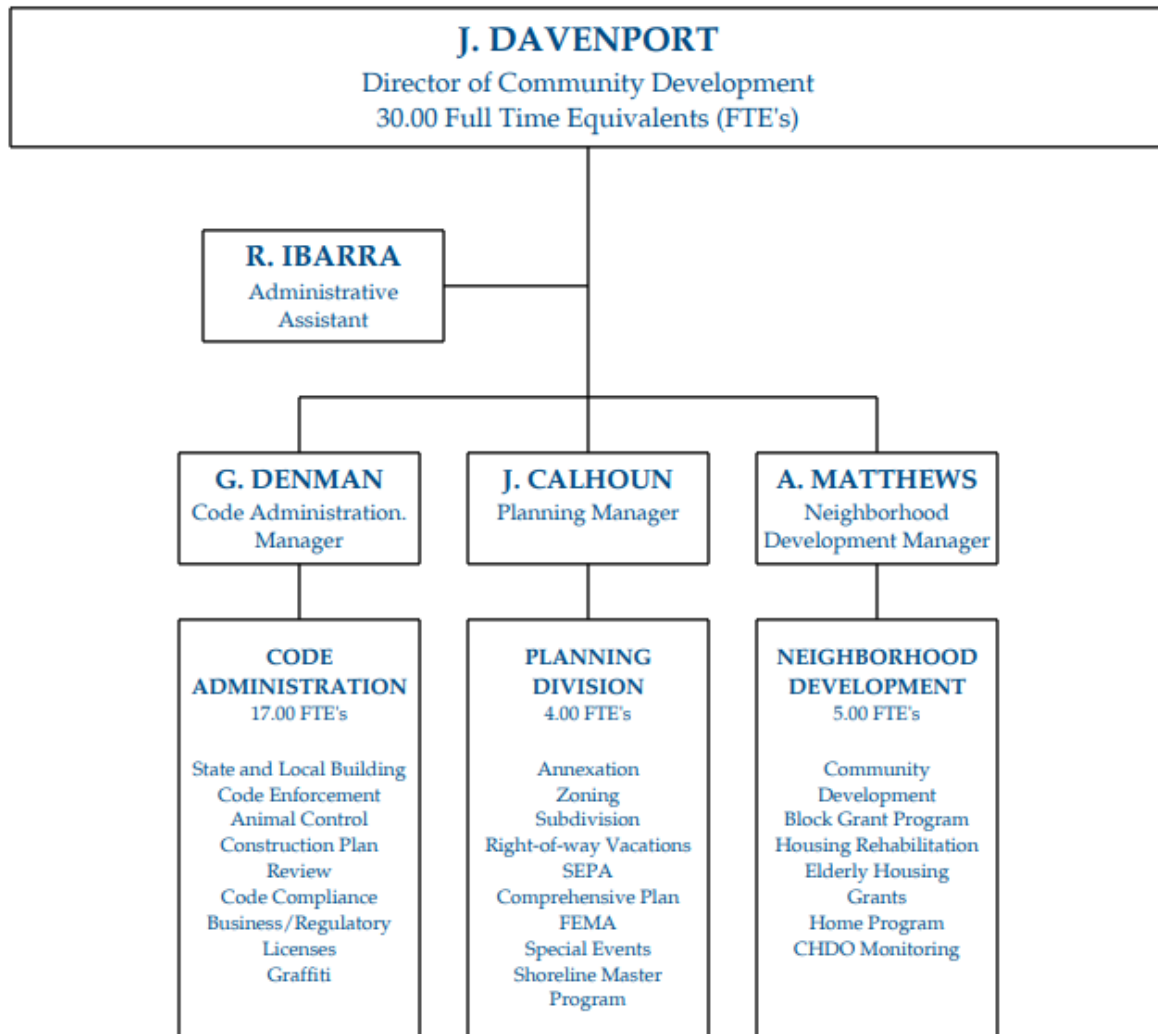 J. DAVENPORT
Director of Community Development
30.00 Full Time Equivalents (FTE's)
R. IBARRA
Administrative
Assistant
G. DENMAN
Code Administration.
Manager
J. CALHOUN
Planning Manager
A. MATTHEWS
Neighborhood
Development Manager
CODE
ADMINISTRATION
17.00 FTE's
State and Local Building
Code Enforcement
Animal Control
Construction Plan
Review
Code Compliance
Business/Regulatory
Licenses
Graffiti
PLANNING
DIVISION
4.00 FTE's
Annexation
Zoning
Subdivision
Right-of-way Vacations
SEPA
Comprehensive Plan
FEMA
Special Events
Shoreline Master
Program
NEIGHBORHOOD
DEVELOPMENT
5.00 FTE's
Community
Development
Block Grant Program
Housing Rehabilitation
Elderly Housing
Grants
Home Program
CHDO Monitoring